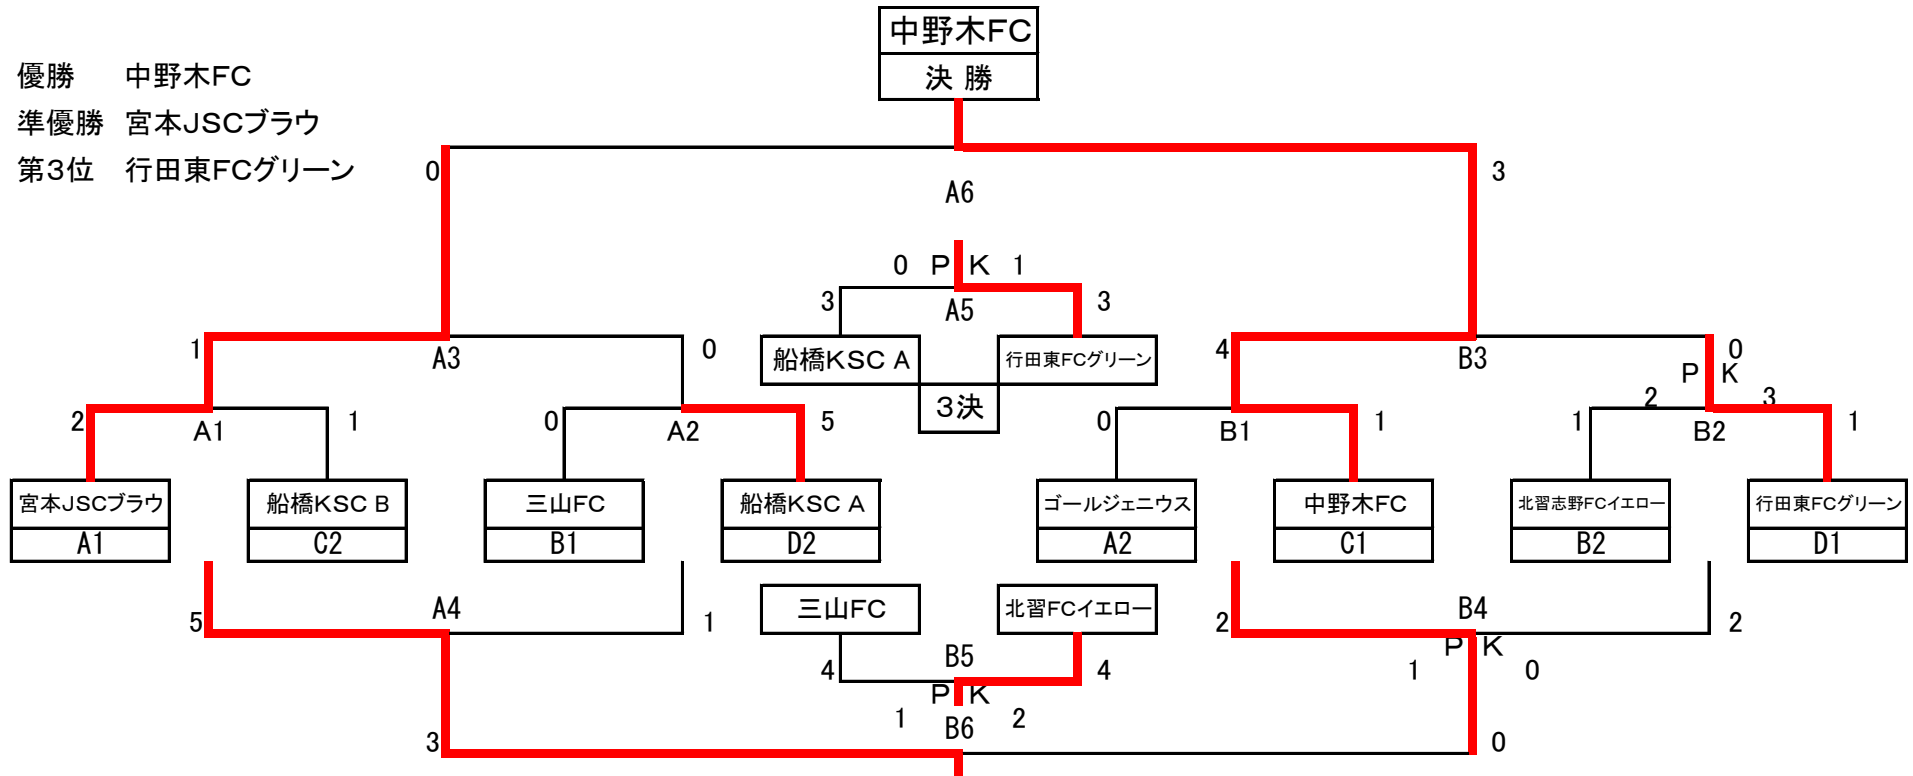 中野木FC
決 勝
優勝 中野木FC
準優勝 宮本JSCブラウ
第3位 行田東FCグリーン
0 3
A6
0 P K 1
3 A5 3
1 A3 0 船橋KSC A 行田東FCグリーン 4 B3 0
P K
3決
2 3
2 A1 1 0 A2 5 0 B1 1 1 B2 1
宮本JSCブラウ 船橋KSC B 三山FC 船橋KSC A ゴールジェニウス 中野木FC 北習志野FCイエロー 行田東FCグリーン
A1 C2 B1 D2 A2 C1 B2 D1
5 A4 1 三山FC 北習FCイエロー 2 B4 2
P K
4 B5 4 1 0
P K
1 2
B6
3 0